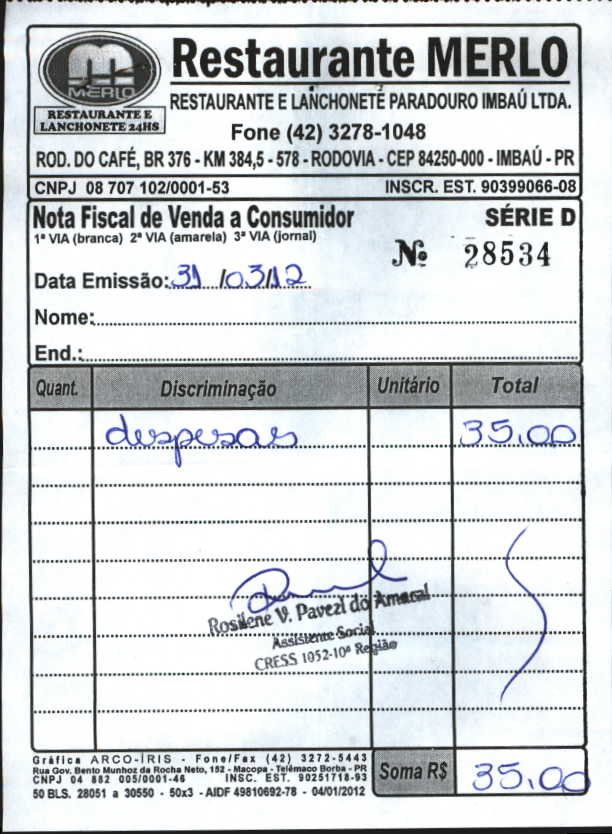 MERLO
RESTAURANTE E
LANCHONETE 24HS
Restaurante MERLO
RESTAURANTE E LANCHONETE PARADOURO IMBAÚ LTDA.
Fone (42) 3278-1048
ROD. DO CAFÉ, BR 376 - KM 384,5 - 578 - RODOVIA - CEP 84250-000 - IMBAÚ - PR
CNPJ 08 707 102/0001-53 INSCR. EST. 90399066-08
Nota Fiscal de Venda a Consumidor SÉRIE D
1ª VIA (branca) 2ª VIA (amarela) 3ª VIA (jornal)
Nº 28534
Data Emissão: 31/03/12
Nome:
End.:
Quant. Discriminação Unitário Total
despesas 35,00
Rosilene V. Pavezi do Amaral
Assistente Social
CRESS 1052-10ª Região
Gráfica ARCO-ÍRIS - Fone/Fax (42) 3272-5443
Rua Gov. Bento Munhoz da Rocha Neto, 152 - Macopa - Telêmaco Borba - PR
CNPJ 04 882 005/0001-46 INSC. EST. 90251718-93
50 BLS. 28051 a 30550 - 50x3 - AIDF 49810692-78 - 04/01/2012
Soma R$ 35,00